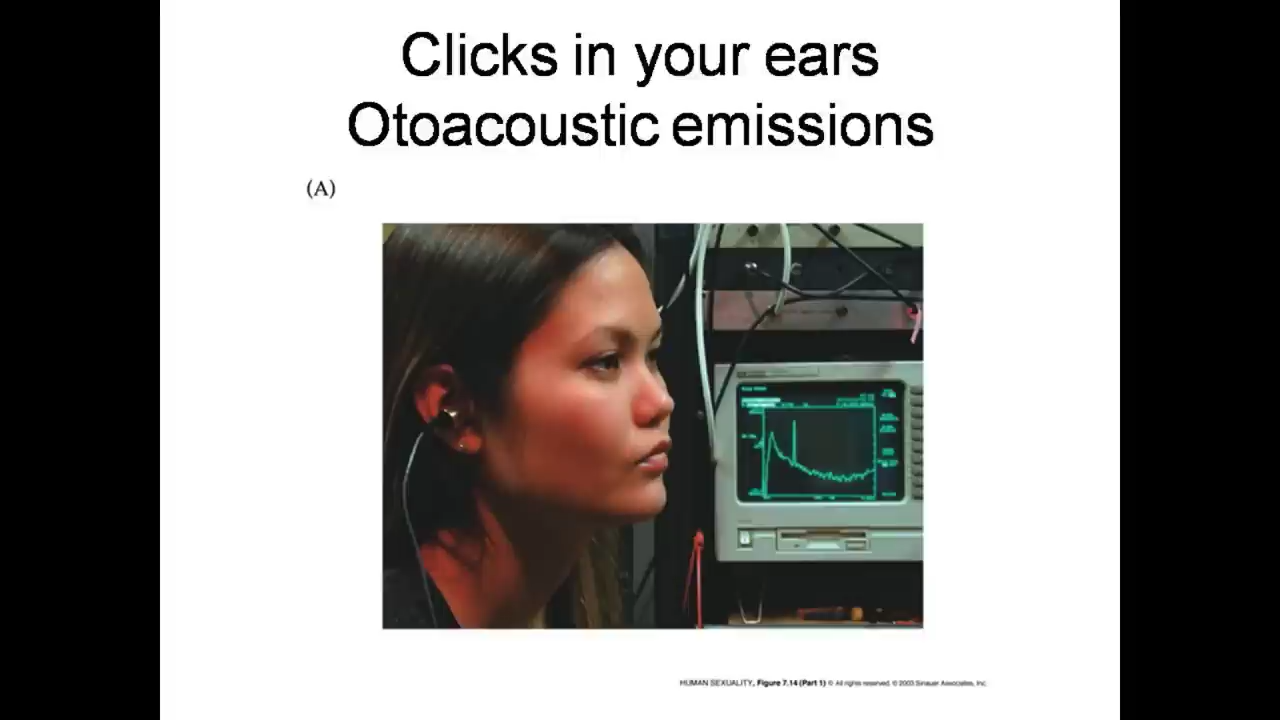 Clicks in your ears
Otoacoustic emissions
(A)
HUMAN SEXUALITY, Figure 7.14 (Part 1) © All rights reserved. © 2003 Sinauer Associates, Inc.